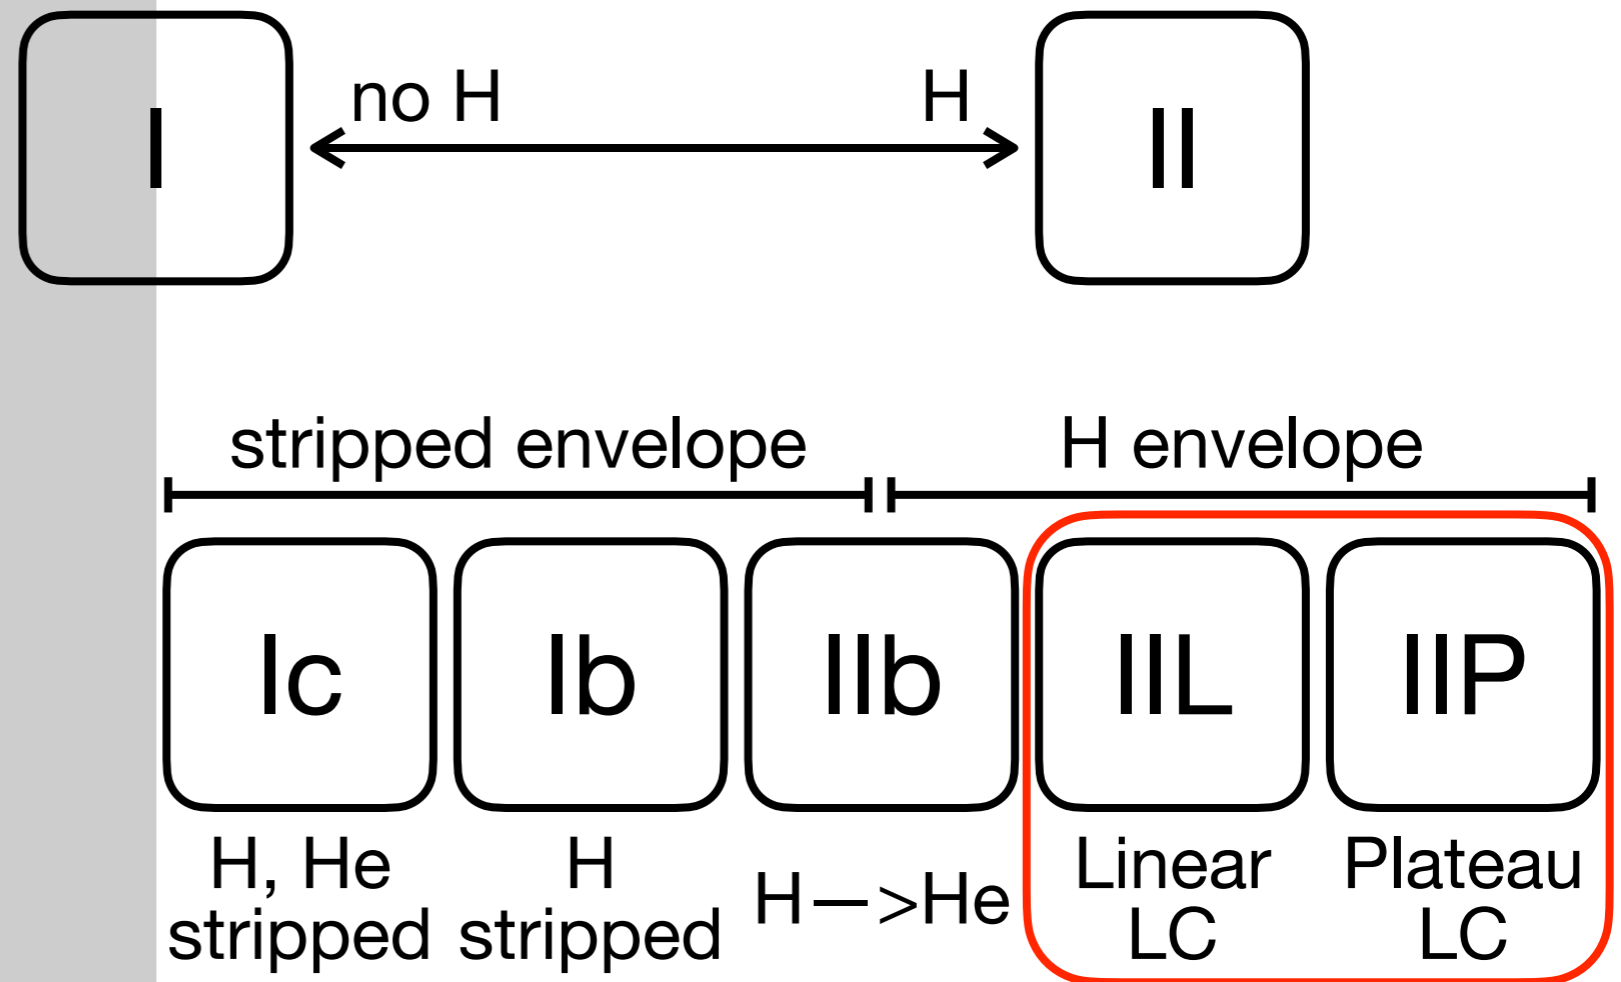 I
no H
H
II
stripped envelope
H envelope
Ic
Ib
IIb
IIL
IIP
H, He
stripped
H
stripped
H—>He
Linear
LC
Plateau
LC